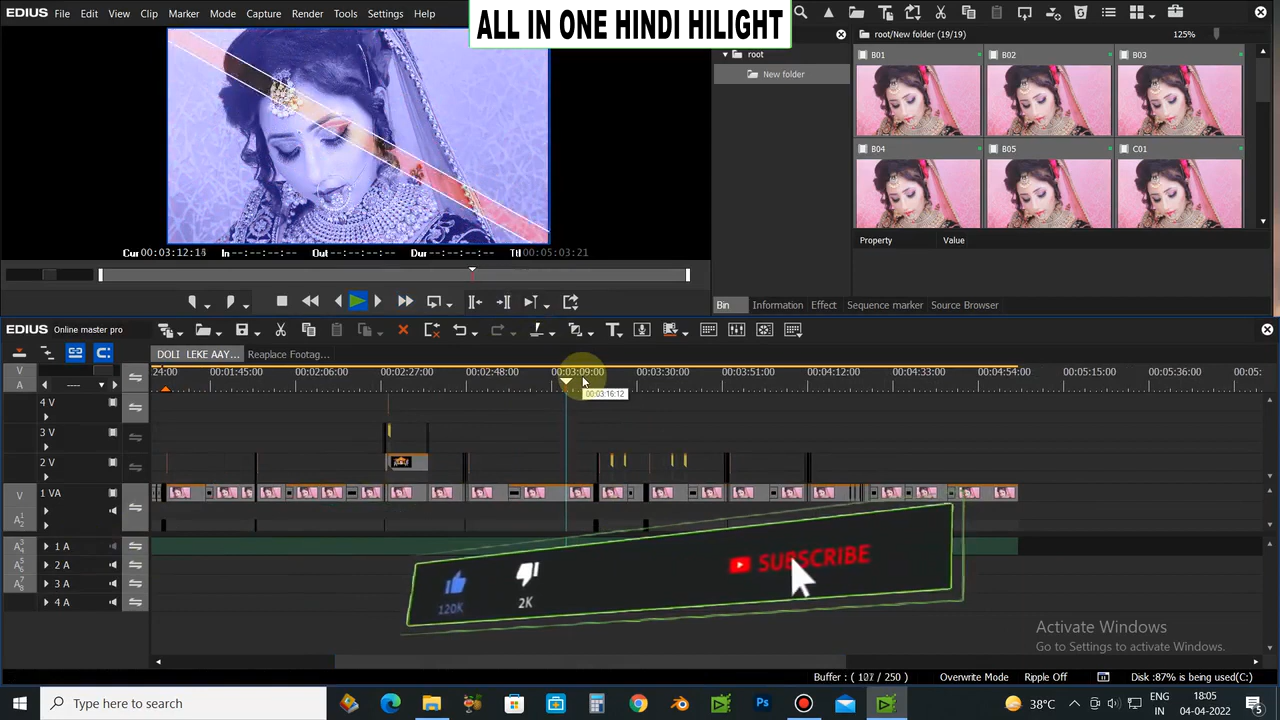 EDIUS File Edit View Clip Marker Mode Capture Render Tools Settings Help
ALL IN ONE HINDI HILIGHT
root/New folder (19/19) 125%
root
New folder
B01 B02 B03
B04 B05 C01
Property Value
Cur 00:03:12:15 In --:--:--:-- Out --:--:--:-- Dur --:--:--:-- Ttl 00:05:03:21
Bin Information Effect Sequence marker Source Browser
EDIUS Online master pro
DOLI LEKE AAY... Reaplace Footag...
V A ---- 24:00 00:01:45:00 00:02:06:00 00:02:27:00 00:02:48:00 00:03:09:00 00:03:30:00 00:03:51:00 00:04:12:00 00:04:33:00 00:04:54:00 00:05:15:00 00:05:36:00 00:05:
00:03:16:12
4 V
3 V
2 V
V 1 VA
A12
A1 1 A
A2 2 A
A3 3 A
4 A
120K 2K SUBSCRIBE
Activate Windows
Go to Settings to activate Windows.
Buffer : ( 107 / 250 ) Overwrite Mode Ripple Off Disk :87% is being used(C:)
Type here to search
38°C ENG 18:05
IN 04-04-2022